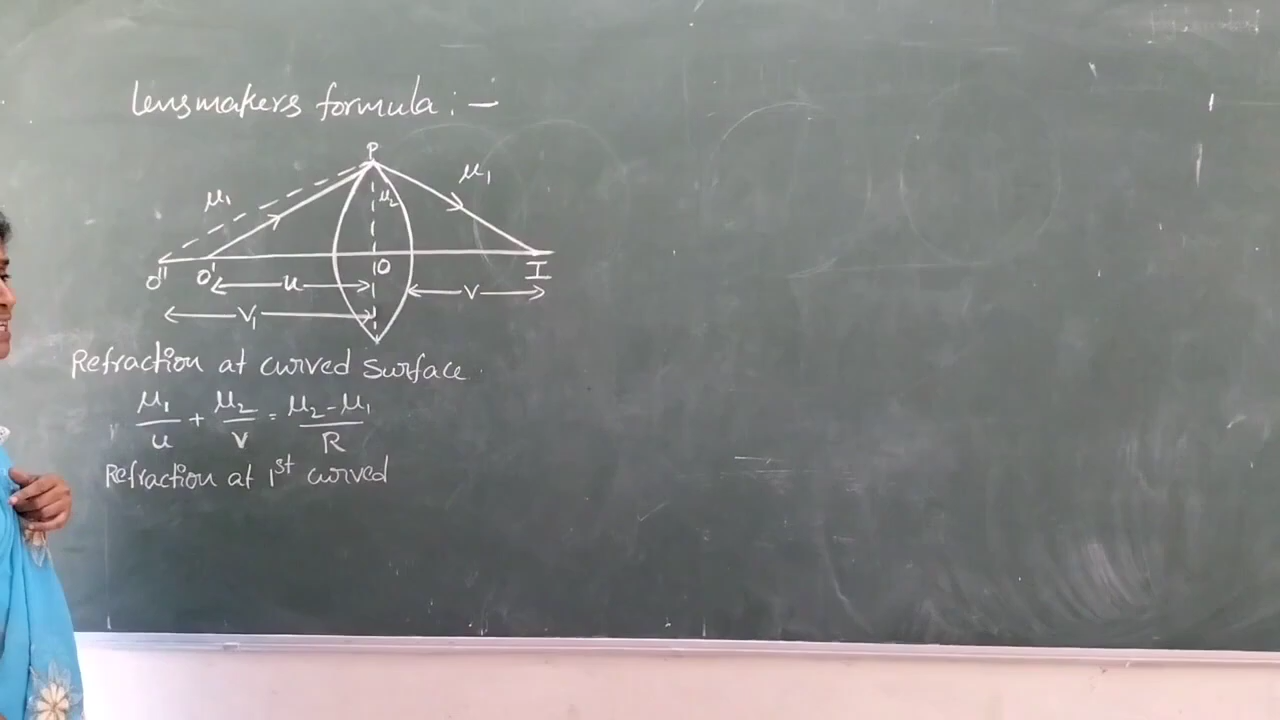 Lensmakers formula : -
P
μ₁
μ₁
μ₂
O" O' O I
u
v
V₁
Refraction at curved surface.
μ₁/u + μ₂/v = μ₂-μ₁/R
Refraction at 1st curved